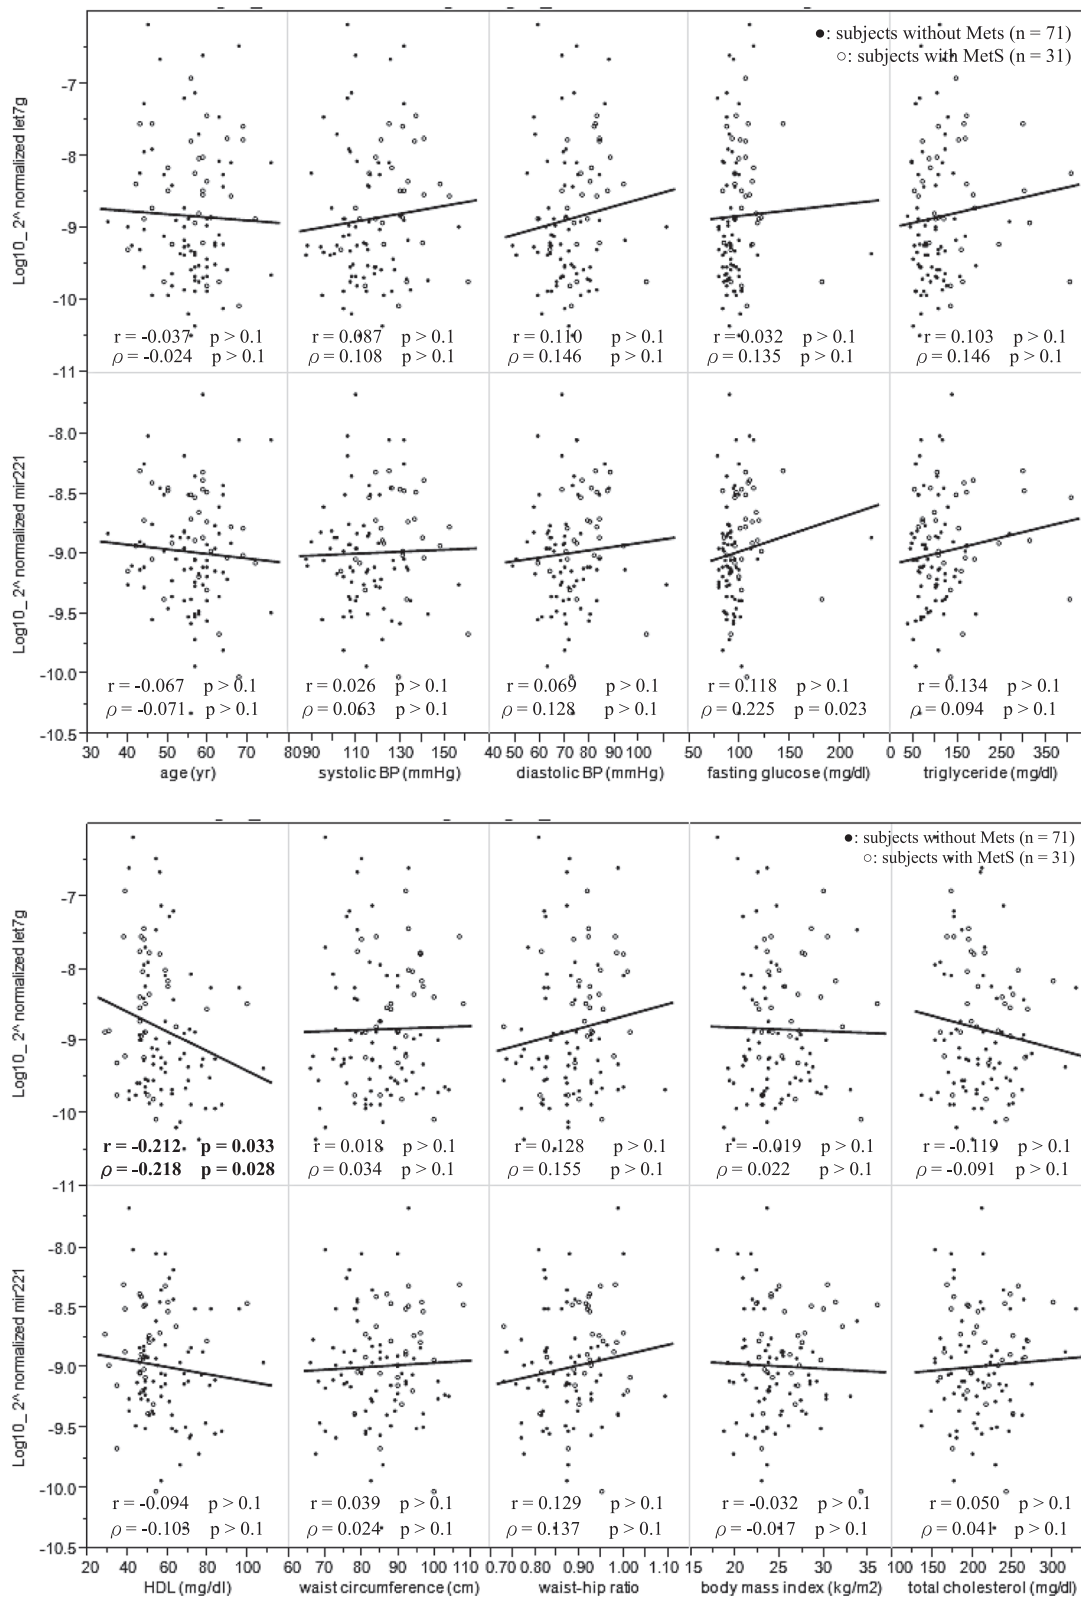 ●: subjects without Mets (n = 71)
○: subjects with MetS (n = 31)
Log10_ 2^ normalized let7g
-7
-8
-9
-10
-11
r = -0.037 p > 0.1
ρ = -0.024 p > 0.1
r = 0.087 p > 0.1
ρ = 0.108 p > 0.1
r = 0.110 p > 0.1
ρ = 0.146 p > 0.1
r = 0.032 p > 0.1
ρ = 0.135 p > 0.1
r = 0.103 p > 0.1
ρ = 0.146 p > 0.1
Log10_ 2^ normalized mir221
-8.0
-8.5
-9.0
-9.5
-10.0
-10.5
r = -0.067 p > 0.1
ρ = -0.071 p > 0.1
r = 0.026 p > 0.1
ρ = 0.063 p > 0.1
r = 0.069 p > 0.1
ρ = 0.128 p > 0.1
r = 0.118 p > 0.1
ρ = 0.225 p = 0.023
r = 0.134 p > 0.1
ρ = 0.094 p > 0.1
30 40 50 60 70 80 90 110 130 150 40 50 60 70 80 90 100 50 100 150 200 0 50 150 250 350
age (yr) systolic BP (mmHg) diastolic BP (mmHg) fasting glucose (mg/dl) triglyceride (mg/dl)
●: subjects without Mets (n = 71)
○: subjects with MetS (n = 31)
Log10_ 2^ normalized let7g
-7
-8
-9
-10
-11
r = -0.212 p = 0.033
ρ = -0.218 p = 0.028
r = 0.018 p > 0.1
ρ = 0.034 p > 0.1
r = 0.128 p > 0.1
ρ = 0.155 p > 0.1
r = -0.019 p > 0.1
ρ = 0.022 p > 0.1
r = -0.119 p > 0.1
ρ = -0.091 p > 0.1
Log10_ 2^ normalized mir221
-8.0
-8.5
-9.0
-9.5
-10.0
-10.5
r = -0.094 p > 0.1
ρ = -0.103 p > 0.1
r = 0.039 p > 0.1
ρ = 0.024 p > 0.1
r = 0.129 p > 0.1
ρ = 0.137 p > 0.1
r = -0.032 p > 0.1
ρ = -0.017 p > 0.1
r = 0.050 p > 0.1
ρ = 0.041 p > 0.1
20 40 60 80 100 60 70 80 90 100 0.70 0.80 0.90 1.00 1.10 15 20 25 30 35 100 150 200 250 300
HDL (mg/dl) waist circumference (cm) waist-hip ratio body mass index (kg/m2) total cholesterol (mg/dl)